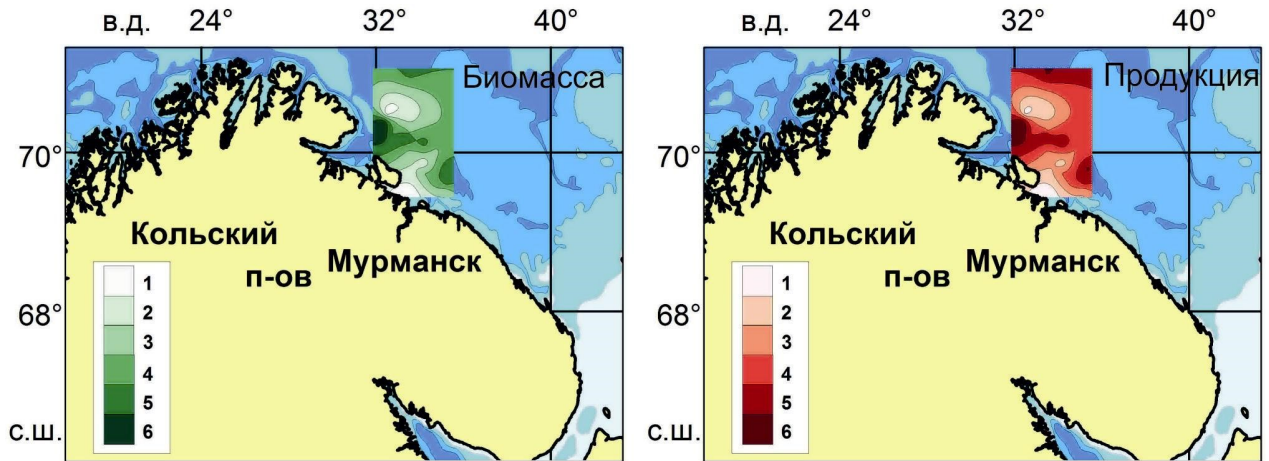 в.д. 24° 32° 40°
Биомасса
70°
Кольский
п-ов
Мурманск
68°
с.ш.
1
2
3
4
5
6
в.д. 24° 32° 40°
Продукция
70°
Кольский
п-ов
Мурманск
68°
с.ш.
1
2
3
4
5
6